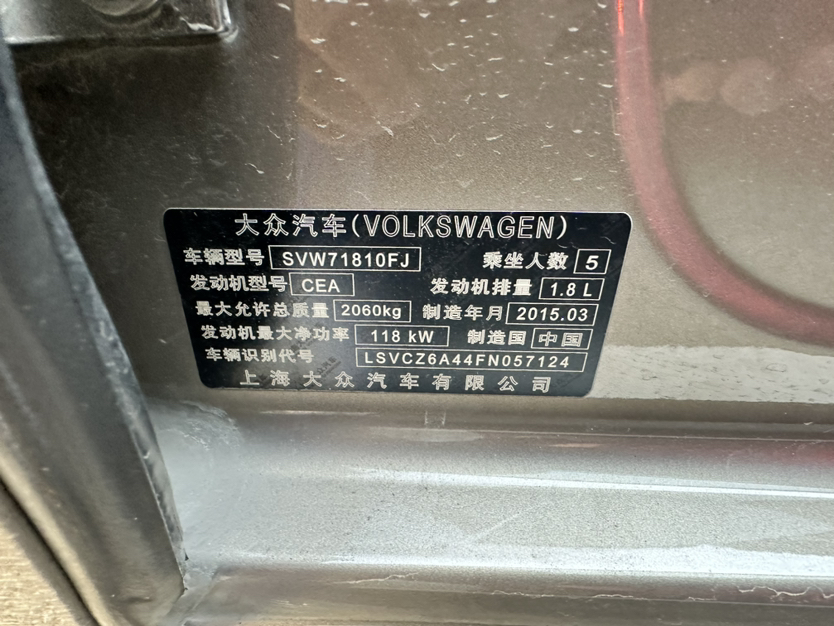 大众汽车(VOLKSWAGEN)
车辆型号 SVW71810FJ 乘坐人数 5
发动机型号 CEA 发动机排量 1.8 L
最大允许总质量 2060kg 制造年月 2015.03
发动机最大净功率 118 kW 制造国 中国
车辆识别代号 LSVCZ6A44FN057124
上海大众汽车有限公司